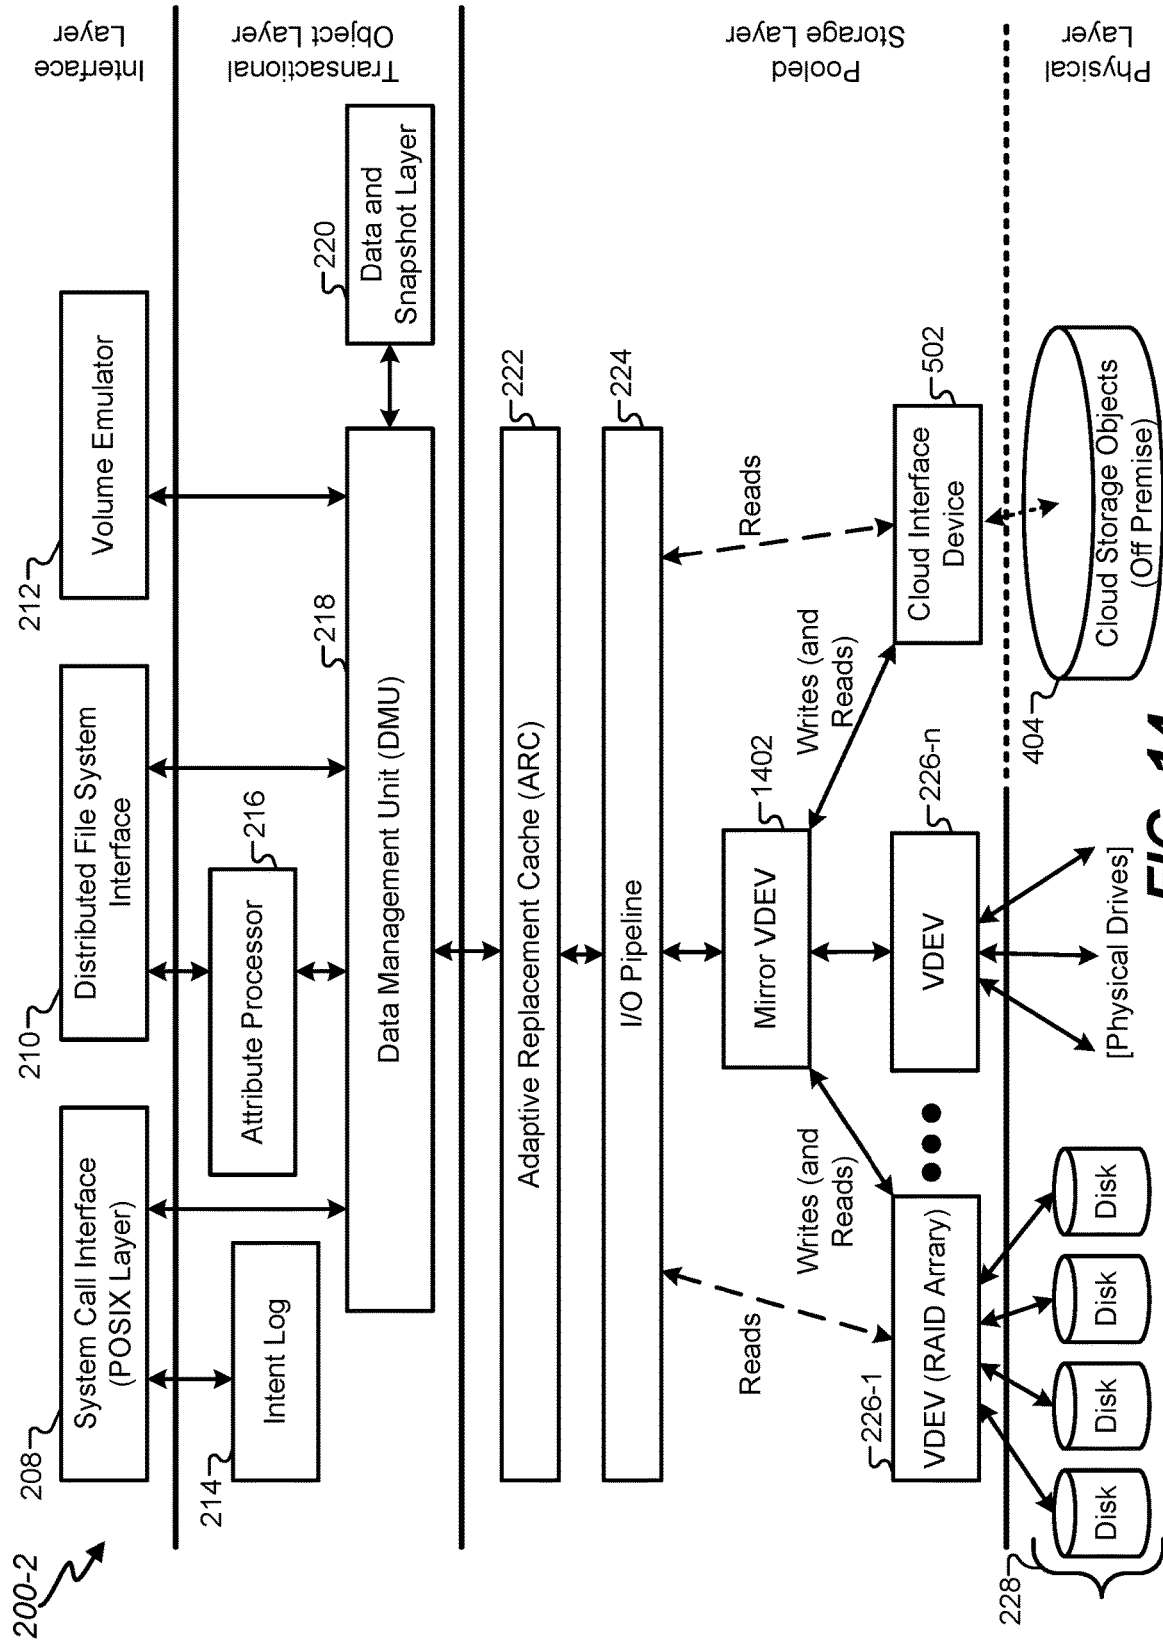 200-2
208
System Call Interface
(POSIX Layer)
210
Distributed File System
Interface
212
Volume Emulator
Interface
Layer
214
Intent Log
Attribute Processor
216
218
Data Management Unit (DMU)
220
Data and
Snapshot Layer
Transactional
Object Layer
Adaptive Replacement Cache (ARC)
222
I/O Pipeline
224
Reads
Writes (and
Reads)
Mirror VDEV
1402
Writes (and
Reads)
Reads
226-1
VDEV (RAID Arrary)
VDEV
226-n
Cloud Interface
Device
502
Pooled
Storage Layer
228
Disk
Disk
Disk
Disk
[Physical Drives]
404
Cloud Storage Objects
(Off Premise)
Physical
Layer
FIG. 14